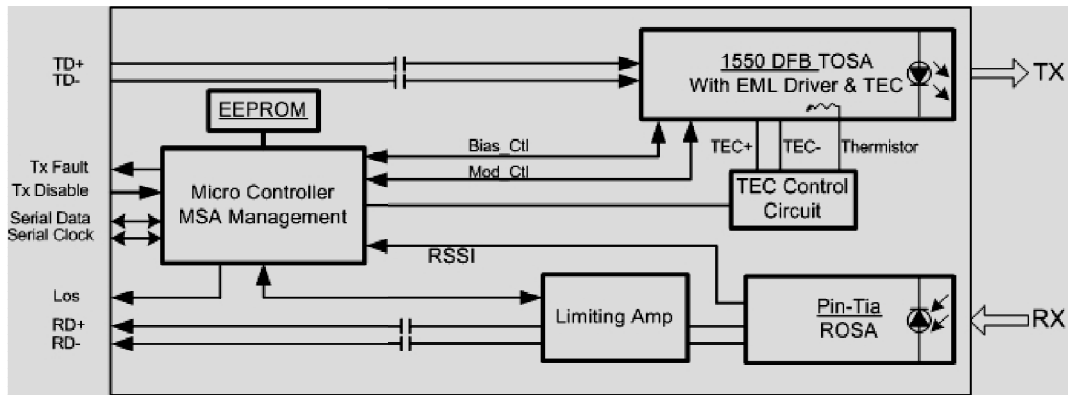 TD+
TD-
1550 DFB TOSA
With EML Driver & TEC
TX
EEPROM
Bias_Ctl
Mod_Ctl
TEC+
TEC-
Thermistor
Tx Fault
Tx Disable
Serial Data
Serial Clock
Micro Controller
MSA Management
TEC Control
Circuit
RSSI
Los
RD+
RD-
Limiting Amp
Pin-Tia
ROSA
RX